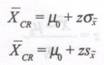 X̄_CR = μ₀ + zσ_x̄
X̄_CR = μ₀ + zs_x̄